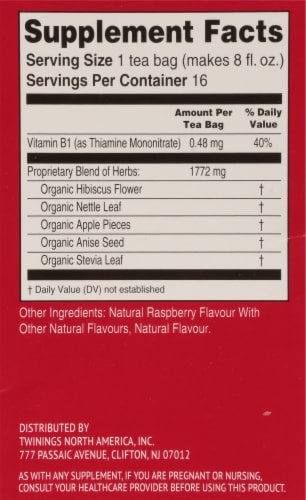 Supplement Facts
Serving Size 1 tea bag (makes 8 fl. oz.)
Servings Per Container 16
Amount Per Tea Bag % Daily Value
Vitamin B1 (as Thiamine Mononitrate) 0.48 mg 40%
Proprietary Blend of Herbs: 1772 mg
Organic Hibiscus Flower †
Organic Nettle Leaf †
Organic Apple Pieces †
Organic Anise Seed †
Organic Stevia Leaf †
† Daily Value (DV) not established
Other Ingredients: Natural Raspberry Flavour With
Other Natural Flavours, Natural Flavour.
DISTRIBUTED BY
TWININGS NORTH AMERICA, INC.
777 PASSAIC AVENUE, CLIFTON, NJ 07012
AS WITH ANY SUPPLEMENT, IF YOU ARE PREGNANT OR NURSING,
CONSULT YOUR HEALTHCARE PROVIDER BEFORE USING THIS PRODUCT.